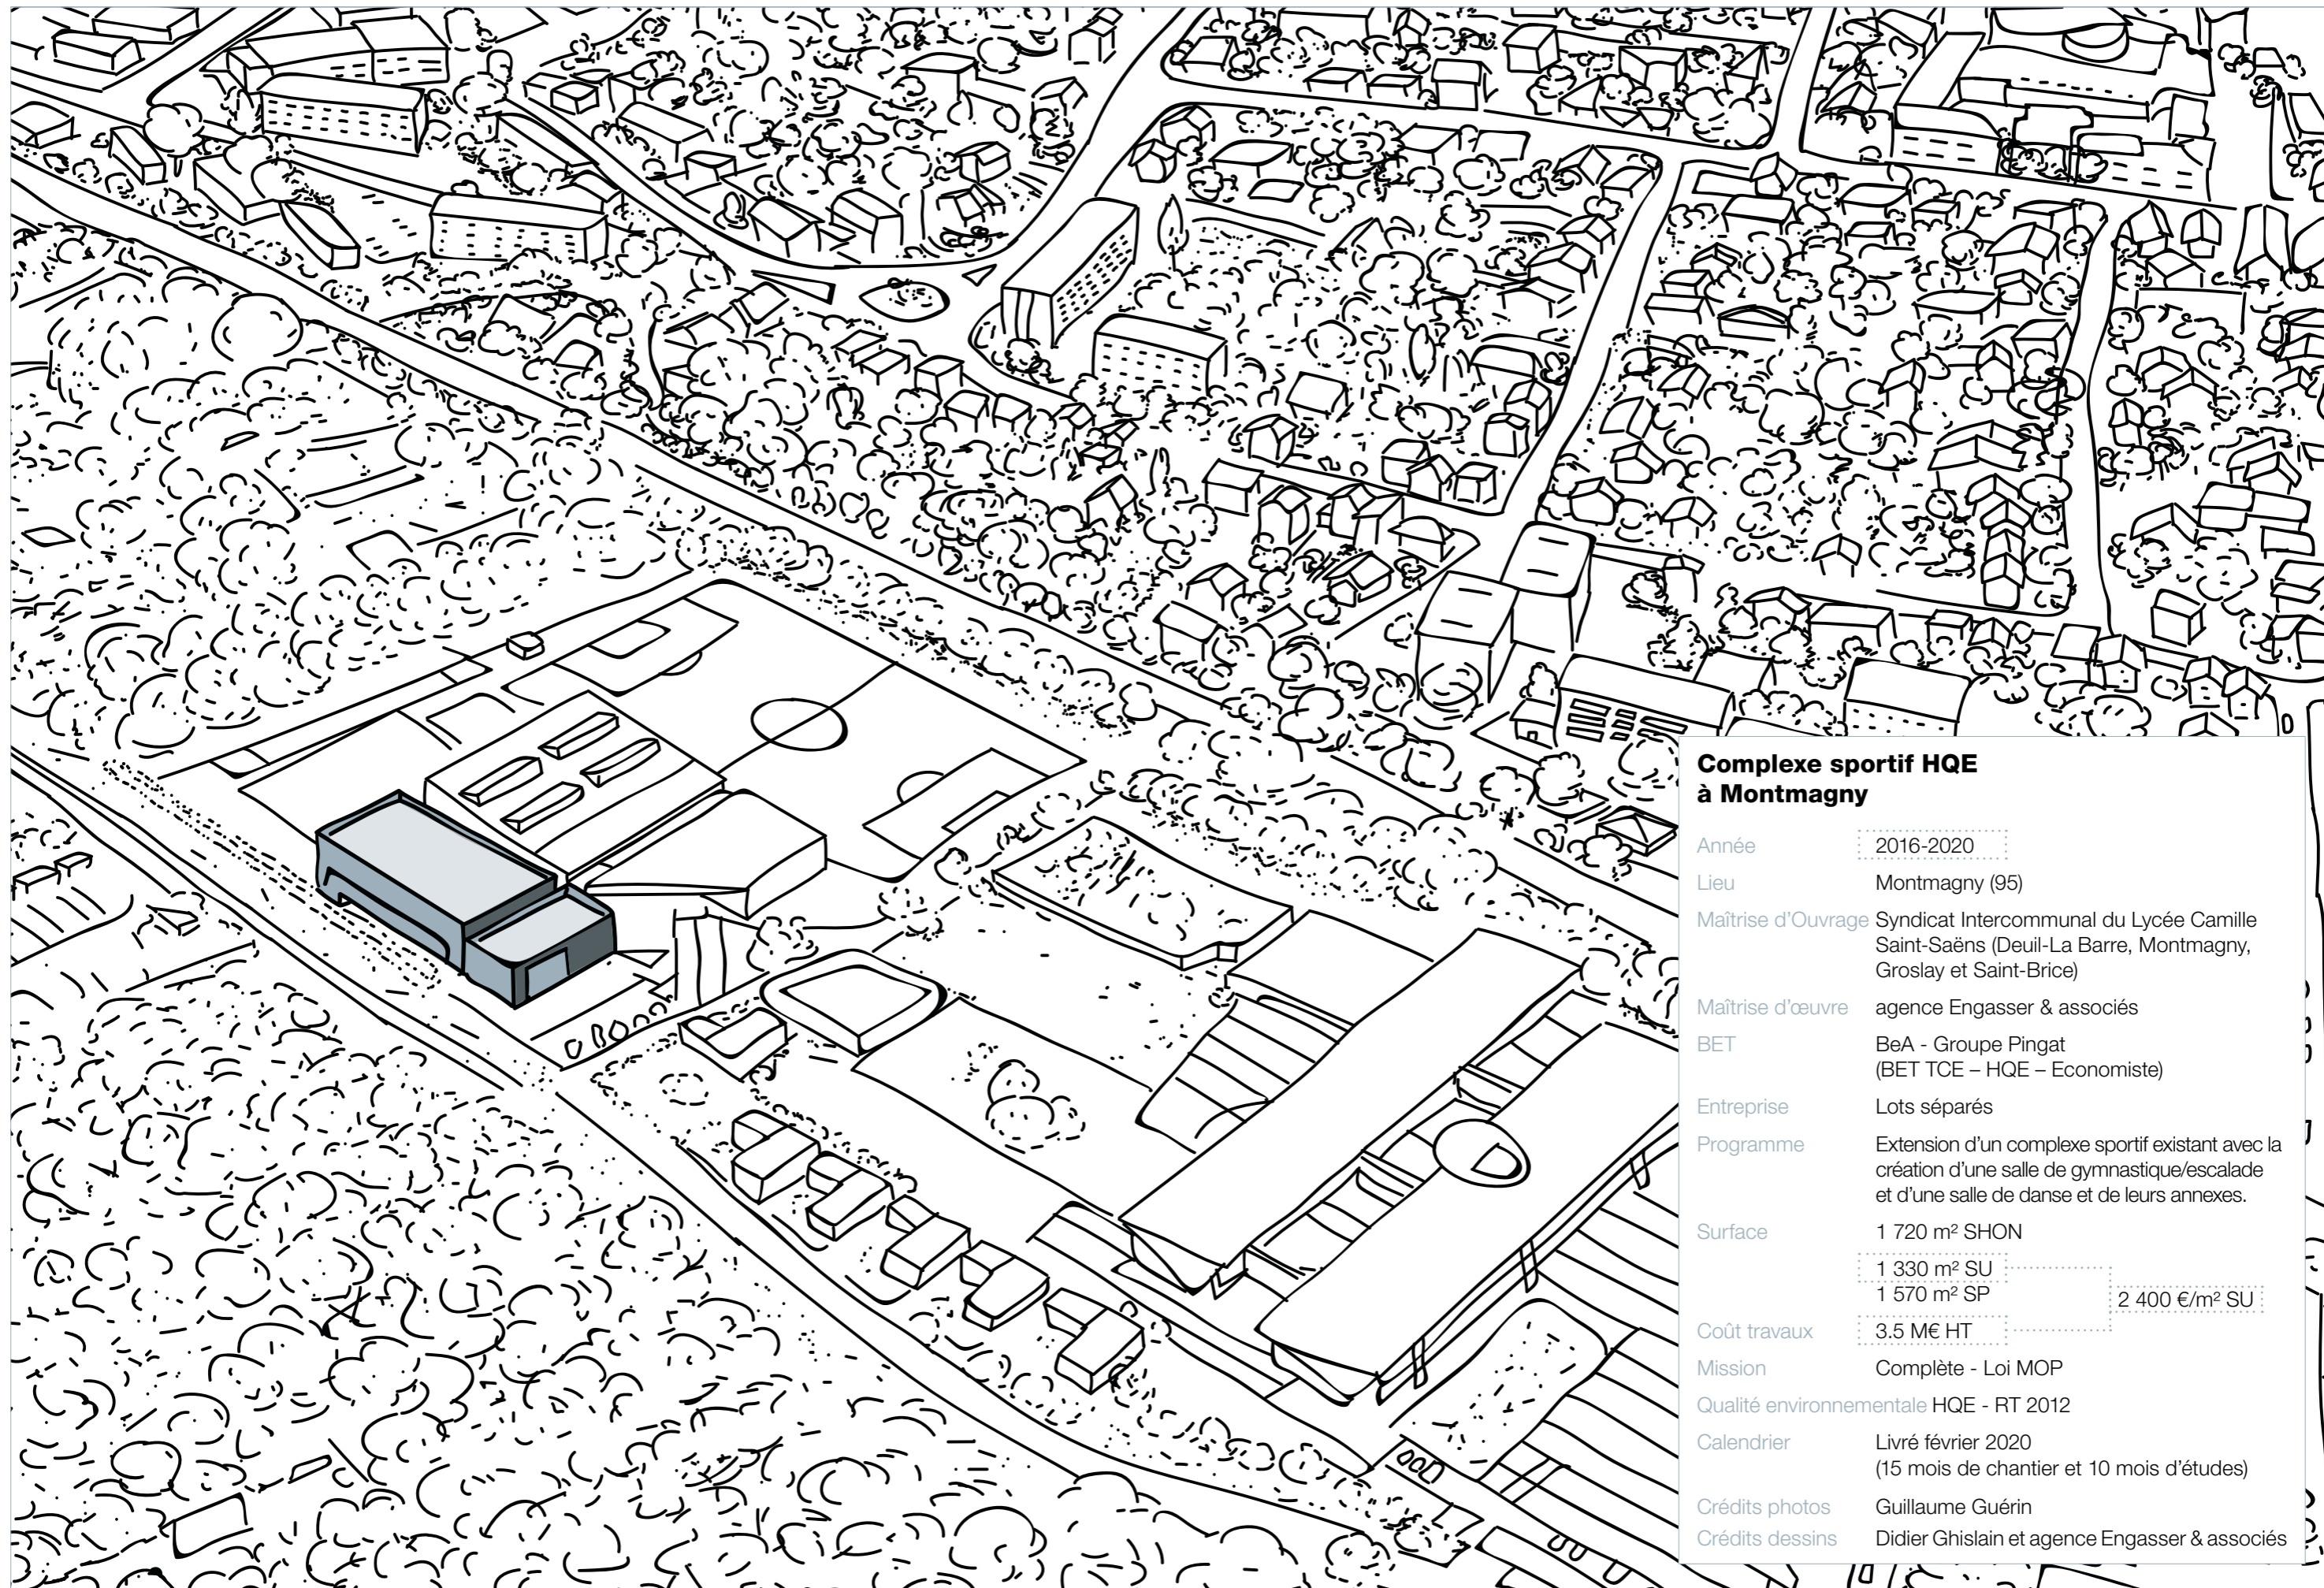 Complexe sportif HQE
à Montmagny
Année 2016-2020
Lieu Montmagny (95)
Maîtrise d'Ouvrage Syndicat Intercommunal du Lycée Camille
Saint-Saëns (Deuil-La Barre, Montmagny,
Groslay et Saint-Brice)
Maîtrise d'œuvre agence Engasser & associés
BET BeA - Groupe Pingat
(BET TCE – HQE – Economiste)
Entreprise Lots séparés
Programme Extension d'un complexe sportif existant avec la
création d'une salle de gymnastique/escalade
et d'une salle de danse et de leurs annexes.
Surface 1 720 m² SHON
1 330 m² SU
1 570 m² SP
2 400 €/m² SU
Coût travaux 3.5 M€ HT
Mission Complète - Loi MOP
Qualité environnementale HQE - RT 2012
Calendrier Livré février 2020
(15 mois de chantier et 10 mois d'études)
Crédits photos Guillaume Guérin
Crédits dessins Didier Ghislain et agence Engasser & associés